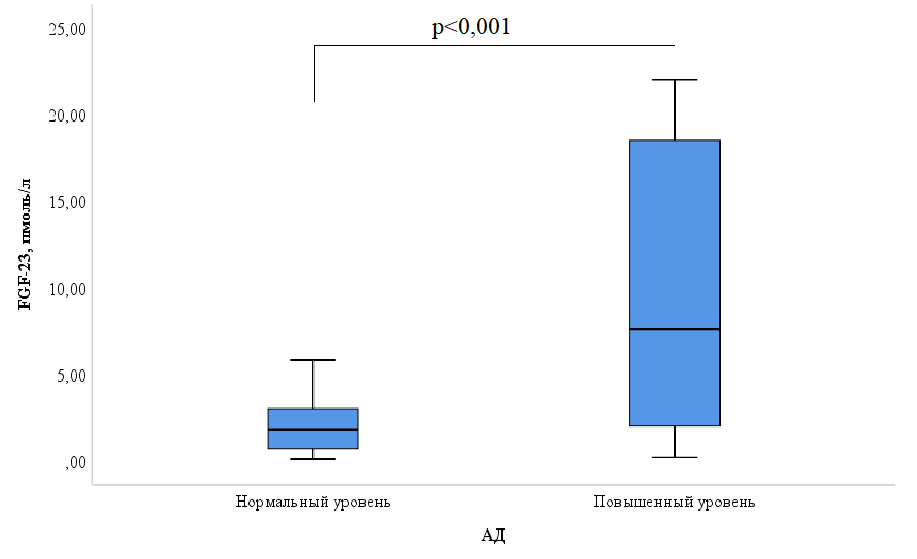 p<0,001
25,00
20,00
15,00
10,00
5,00
,00
FGF-23, пмоль/л
Нормальный уровень
Повышенный уровень
АД